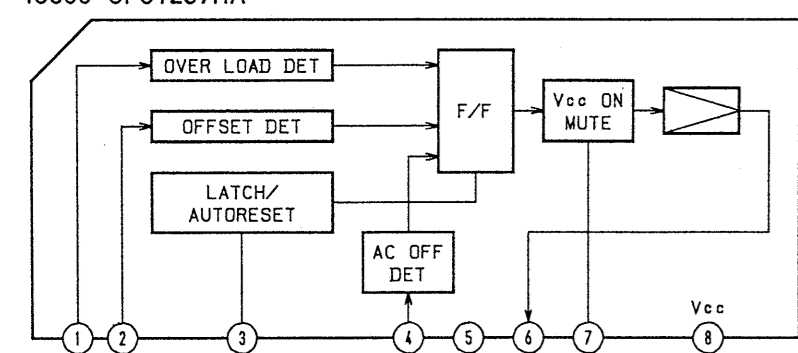 OVER LOAD DET
OFFSET DET
LATCH/
AUTORESET
F/F
Vcc ON
MUTE
AC OFF
DET
Vcc
1 2 3 4 5 6 7 8